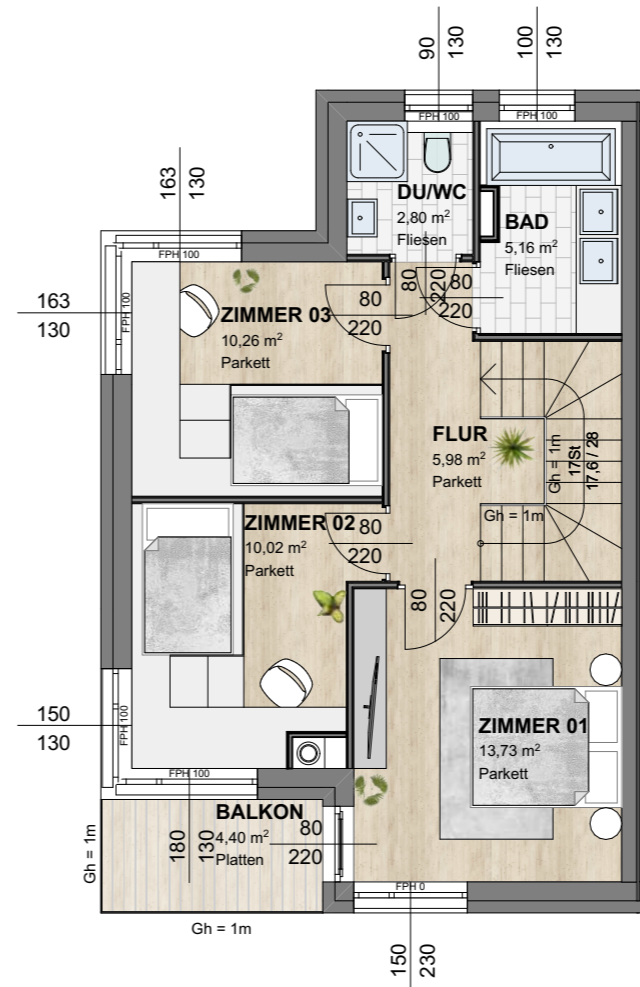 90
130
100
130
FPH 100
FPH 100
163
130
DU/WC
2,80 m²
Fliesen
BAD
5,16 m²
Fliesen
FPH 100
163
130
FPH 100
80
220
80
220
80
220
ZIMMER 03
10,26 m²
Parkett
FLUR
5,98 m²
Parkett
Gh = 1m
17St
17,6 / 28
Gh = 1m
ZIMMER 02
10,02 m²
Parkett
80
220
80
220
150
130
FPH 100
FPH 100
ZIMMER 01
13,73 m²
Parkett
BALKON
4,40 m²
Platten
180
130
80
220
Gh = 1m
FPH 0
Gh = 1m
150
230